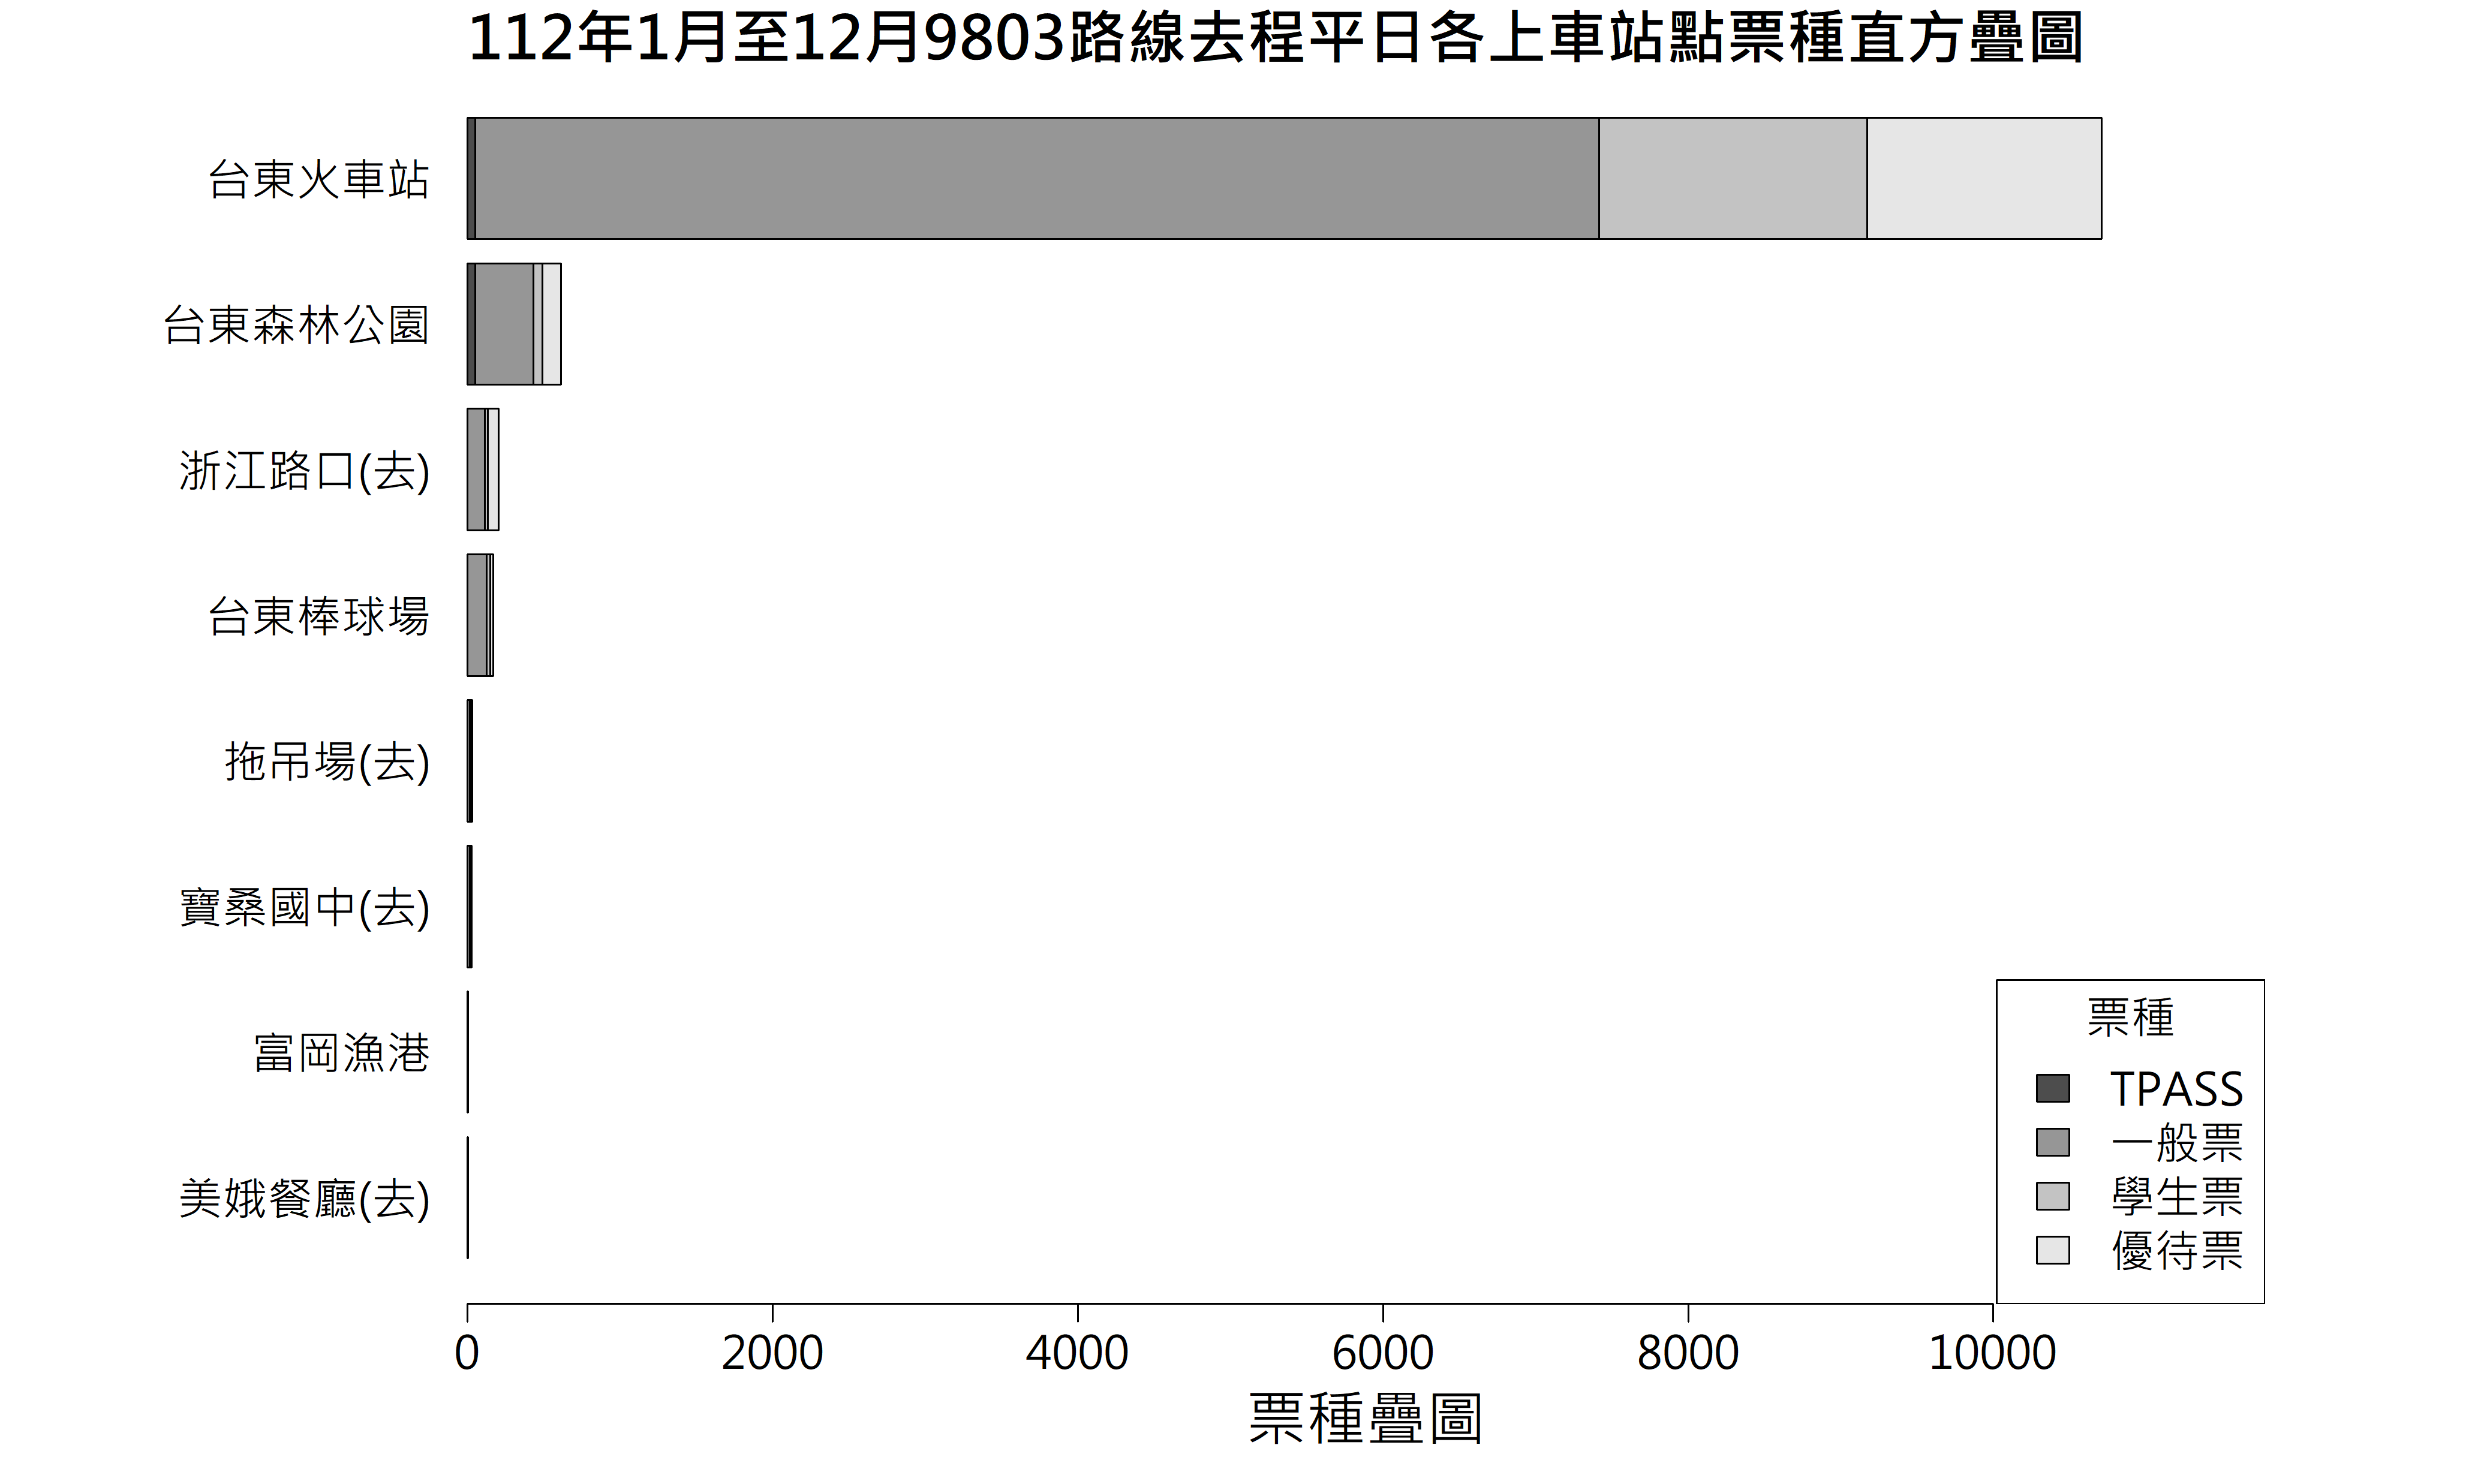 112年1月至12月9803路線去程平日各上車站點票種直方疊圖
台東火車站
台東森林公園
浙江路口(去)
台東棒球場
拖吊場(去)
寶桑國中(去)
富岡漁港
美娥餐廳(去)
票種
TPASS
一般票
學生票
優待票
0 2000 4000 6000 8000 10000
票種疊圖